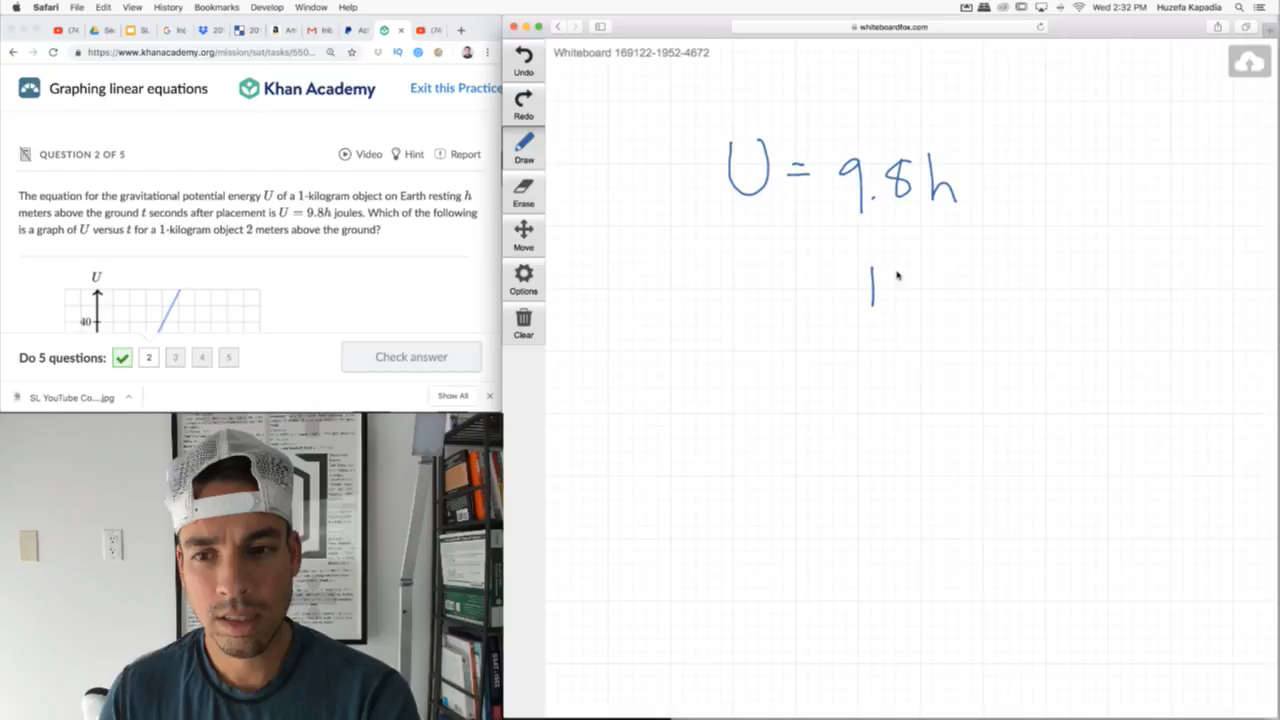 Safari File Edit View History Bookmarks Develop Window Help
Wed 2:32 PM Huzefa Kapadia
https://www.khanacademy.org/mission/sat/tasks/550...
whiteboardfox.com
Graphing linear equations
Khan Academy
Exit this Practice
QUESTION 2 OF 5
Video Hint Report
The equation for the gravitational potential energy U of a 1-kilogram object on Earth resting h
meters above the ground t seconds after placement is U = 9.8h joules. Which of the following
is a graph of U versus t for a 1-kilogram object 2 meters above the ground?
U
40
Do 5 questions: 2 3 4 5
Check answer
SL YouTube Co....jpg
Show All
Whiteboard 169122-1952-4672
Undo
Redo
Draw
Erase
Move
Options
Clear
U = 9.8h
1